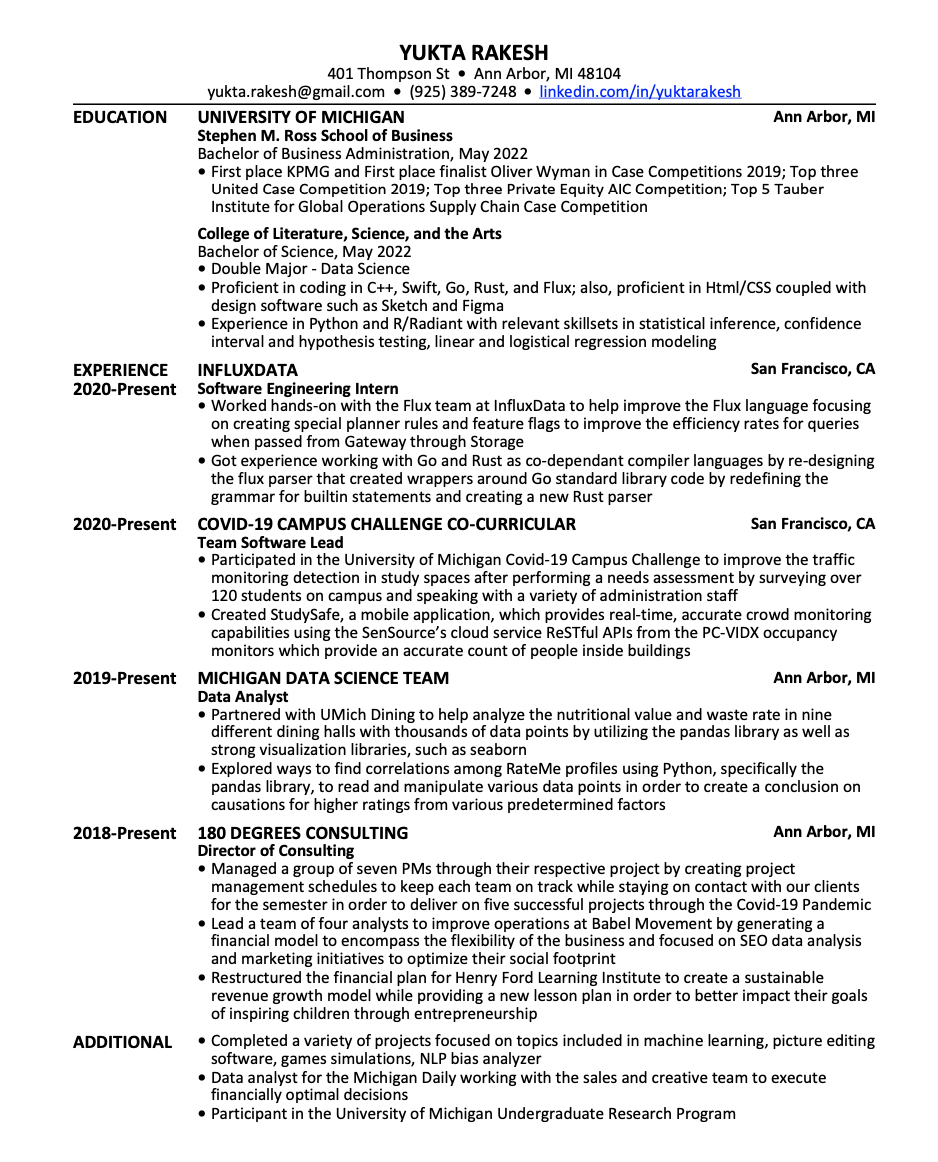 YUKTA RAKESH
401 Thompson St • Ann Arbor, MI 48104
yukta.rakesh@gmail.com • (925) 389-7248 • linkedin.com/in/yuktarakesh
EDUCATION UNIVERSITY OF MICHIGAN Ann Arbor, MI
Stephen M. Ross School of Business
Bachelor of Business Administration, May 2022
• First place KPMG and First place finalist Oliver Wyman in Case Competitions 2019; Top three
United Case Competition 2019; Top three Private Equity AIC Competition; Top 5 Tauber
Institute for Global Operations Supply Chain Case Competition
College of Literature, Science, and the Arts
Bachelor of Science, May 2022
• Double Major - Data Science
• Proficient in coding in C++, Swift, Go, Rust, and Flux; also, proficient in Html/CSS coupled with
design software such as Sketch and Figma
• Experience in Python and R/Radiant with relevant skillsets in statistical inference, confidence
interval and hypothesis testing, linear and logistical regression modeling
EXPERIENCE INFLUXDATA San Francisco, CA
2020-Present Software Engineering Intern
• Worked hands-on with the Flux team at InfluxData to help improve the Flux language focusing
on creating special planner rules and feature flags to improve the efficiency rates for queries
when passed from Gateway through Storage
• Got experience working with Go and Rust as co-dependant compiler languages by re-designing
the flux parser that created wrappers around Go standard library code by redefining the
grammar for builtin statements and creating a new Rust parser
2020-Present COVID-19 CAMPUS CHALLENGE CO-CURRICULAR San Francisco, CA
Team Software Lead
• Participated in the University of Michigan Covid-19 Campus Challenge to improve the traffic
monitoring detection in study spaces after performing a needs assessment by surveying over
120 students on campus and speaking with a variety of administration staff
• Created StudySafe, a mobile application, which provides real-time, accurate crowd monitoring
capabilities using the SenSource's cloud service ReSTful APIs from the PC-VIDX occupancy
monitors which provide an accurate count of people inside buildings
2019-Present MICHIGAN DATA SCIENCE TEAM Ann Arbor, MI
Data Analyst
• Partnered with UMich Dining to help analyze the nutritional value and waste rate in nine
different dining halls with thousands of data points by utilizing the pandas library as well as
strong visualization libraries, such as seaborn
• Explored ways to find correlations among RateMe profiles using Python, specifically the
pandas library, to read and manipulate various data points in order to create a conclusion on
causations for higher ratings from various predetermined factors
2018-Present 180 DEGREES CONSULTING Ann Arbor, MI
Director of Consulting
• Managed a group of seven PMs through their respective project by creating project
management schedules to keep each team on track while staying on contact with our clients
for the semester in order to deliver on five successful projects through the Covid-19 Pandemic
• Lead a team of four analysts to improve operations at Babel Movement by generating a
financial model to encompass the flexibility of the business and focused on SEO data analysis
and marketing initiatives to optimize their social footprint
• Restructured the financial plan for Henry Ford Learning Institute to create a sustainable
revenue growth model while providing a new lesson plan in order to better impact their goals
of inspiring children through entrepreneurship
ADDITIONAL • Completed a variety of projects focused on topics included in machine learning, picture editing
software, games simulations, NLP bias analyzer
• Data analyst for the Michigan Daily working with the sales and creative team to execute
financially optimal decisions
• Participant in the University of Michigan Undergraduate Research Program